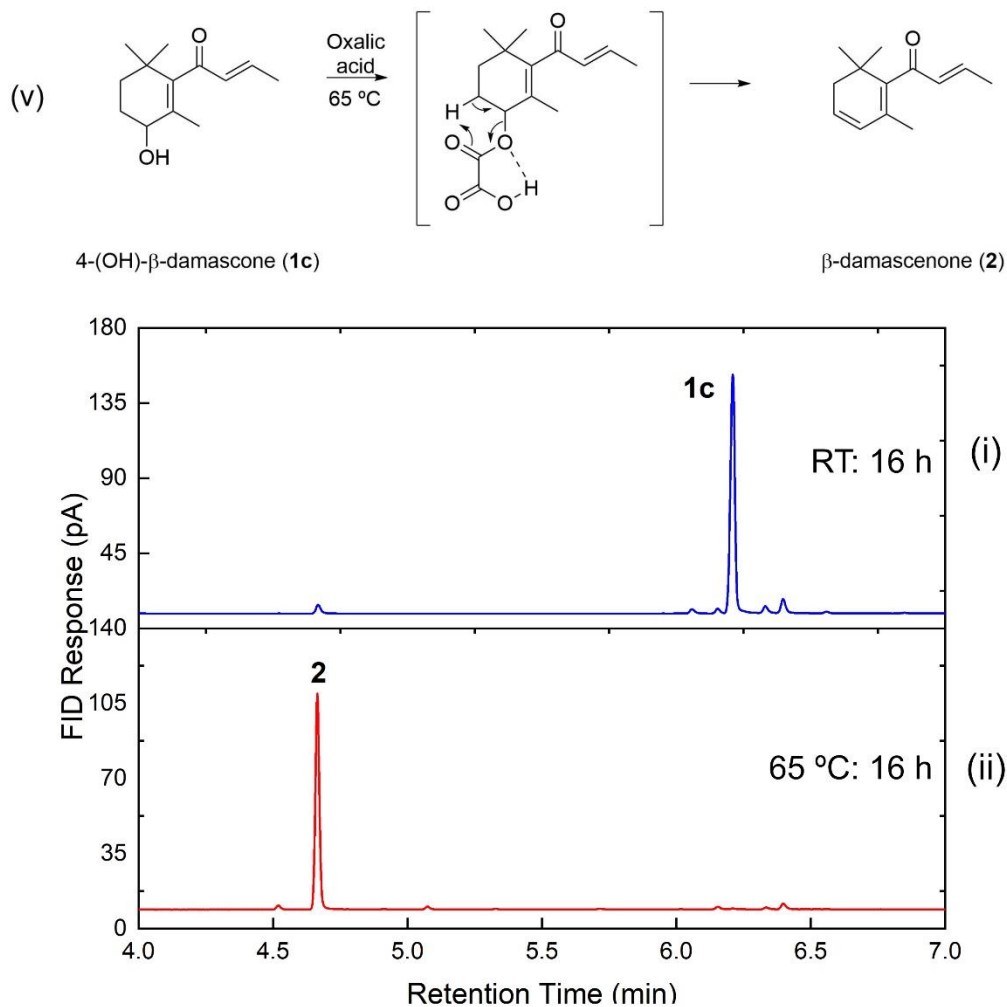 (v)
O
OH
Oxalic
acid
65 ºC
O
H
O
O
H
O
O
O
4-(OH)-β-damascone (1c)
β-damascenone (2)
180
135
90
45
1c
RT: 16 h
(i)
140
105
70
35
0
2
65 ºC: 16 h
(ii)
FID Response (pA)
4.0 4.5 5.0 5.5 6.0 6.5 7.0
Retention Time (min)